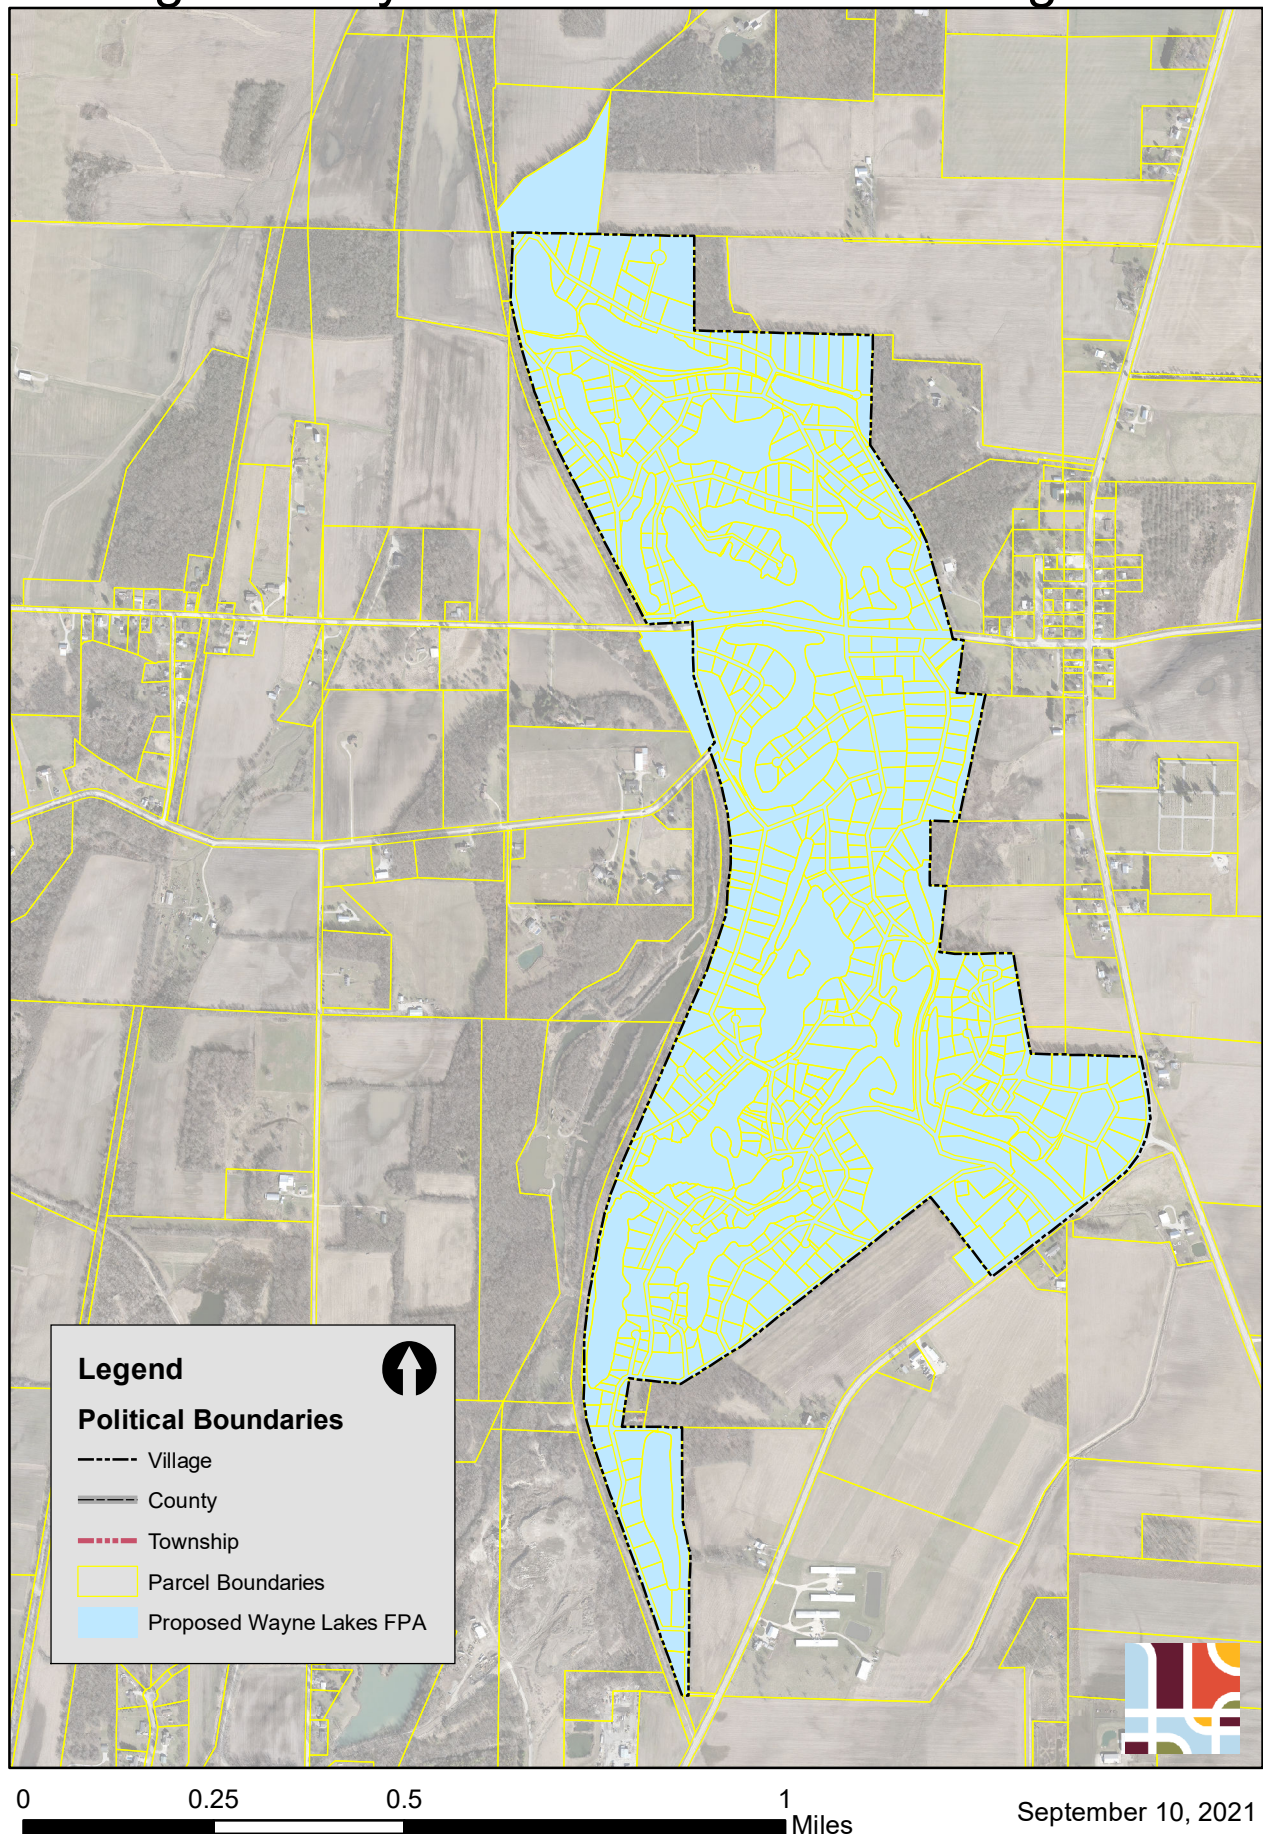 Legend
Political Boundaries
Village
County
Township
Parcel Boundaries
Proposed Wayne Lakes FPA
0 0.25 0.5 1
Miles
September 10, 2021